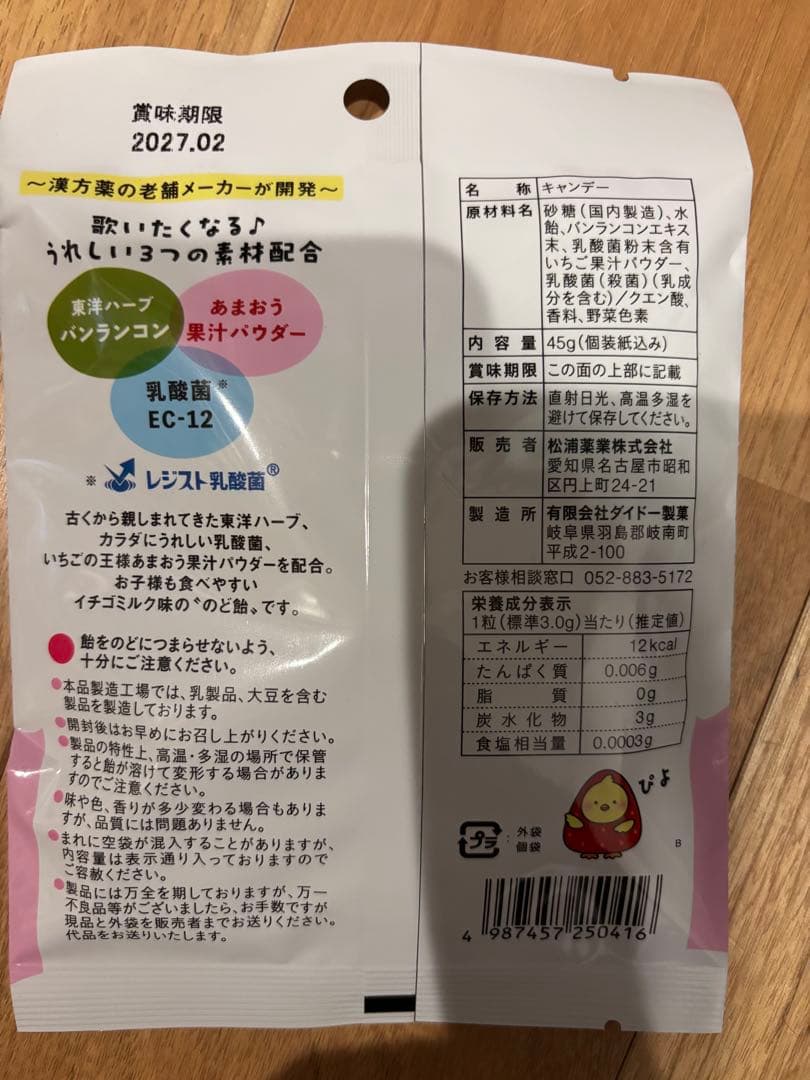 賞味期限
2027.02
～漢方薬の老舗メーカーが開発～
歌いたくなる♪
うれしい3つの素材配合
東洋ハーブ
バンランコン
あまおう
果汁パウダー
乳酸菌※
EC-12
※ レジスト乳酸菌®
古くから親しまれてきた東洋ハーブ、
カラダにうれしい乳酸菌、
いちごの王様あまおう果汁パウダーを配合。
お子様も食べやすい
イチゴミルク味の〝のど飴〟です。
飴をのどにつまらせないよう、
十分にご注意ください。
●本品製造工場では、乳製品、大豆を含む
製品を製造しております。
●開封後はお早めにお召し上がりください。
●製品の特性上、高温・多湿の場所で保管
すると飴が溶けて変形する場合がありま
すのでご注意ください。
●味や色、香りが多少変わる場合もありま
すが、品質には問題ありません。
●まれに空袋が混入することがありますが、
内容量は表示通り入っておりますので
ご容赦ください。
●製品には万全を期しておりますが、万一
不良品等がございましたら、お手数ですが
現品と外袋を販売者までお送りください。
代品をお送りいたします。
名称 キャンデー
原材料名 砂糖(国内製造)、水
飴、バンランコンエキス
末、乳酸菌粉末含有
いちご果汁パウダー、
乳酸菌(殺菌)(乳成
分を含む)／クエン酸、
香料、野菜色素
内容量 45g(個装紙込み)
賞味期限 この面の上部に記載
保存方法 直射日光、高温多湿を
避けて保存してください。
販売者 松浦薬業株式会社
愛知県名古屋市昭和
区円上町24-21
製造所 有限会社ダイドー製菓
岐阜県羽島郡岐南町
平成2-100
お客様相談窓口 052-883-5172
栄養成分表示
1粒(標準3.0g)当たり(推定値)
エネルギー 12kcal
たんぱく質 0.006g
脂質 0g
炭水化物 3g
食塩相当量 0.0003g
ぴよ
プラ : 外袋
個袋
B
4 987457 250416